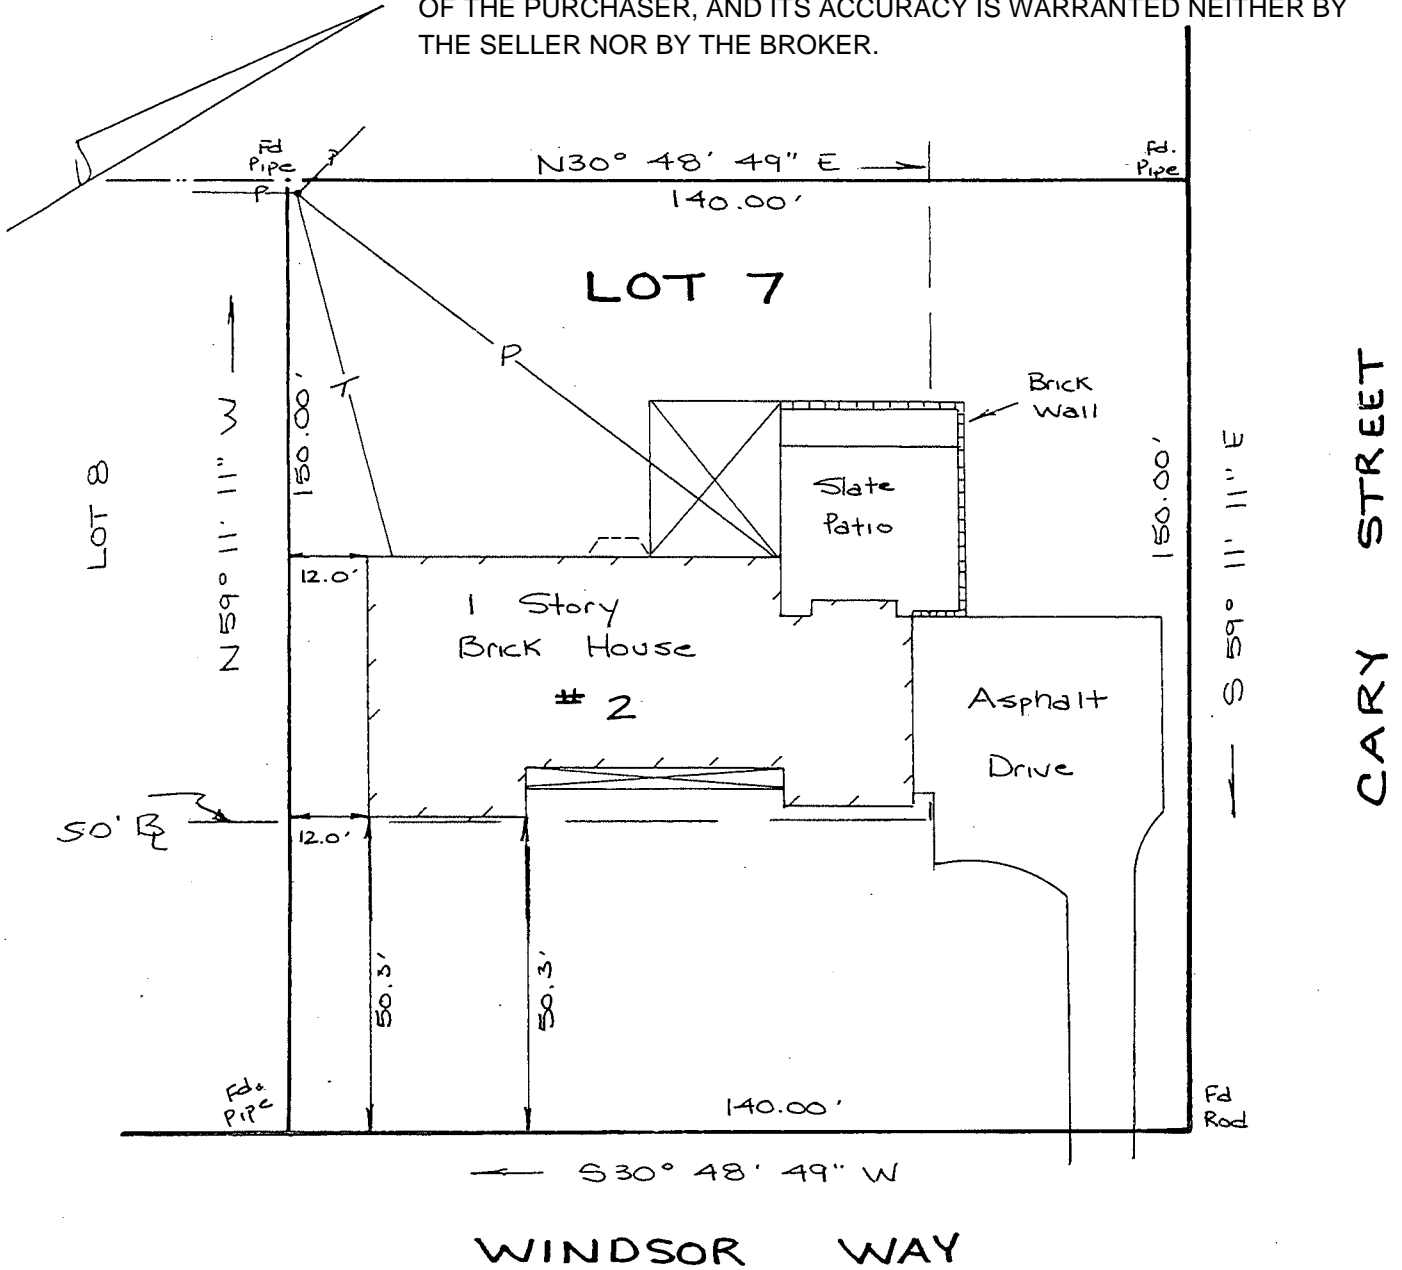 OF THE PURCHASER, AND ITS ACCURACY IS WARRANTED NEITHER BY
THE SELLER NOR BY THE BROKER.
Fd
Pipe
P
P
N30° 48' 49" E
140.00'
Fd.
Pipe
LOT 7
P
T
150.00'
N59° 11' 11" W
LOT 8
Brick
Wall
Slate
Patio
150.00'
S 59° 11' 11" E
CARY STREET
12.0'
1 Story
Brick House
# 2
Asphalt
Drive
50' BL
12.0'
50.3'
50.3'
Fd.
Pipe
140.00'
Fd
Rod
S30° 48' 49" W
WINDSOR WAY